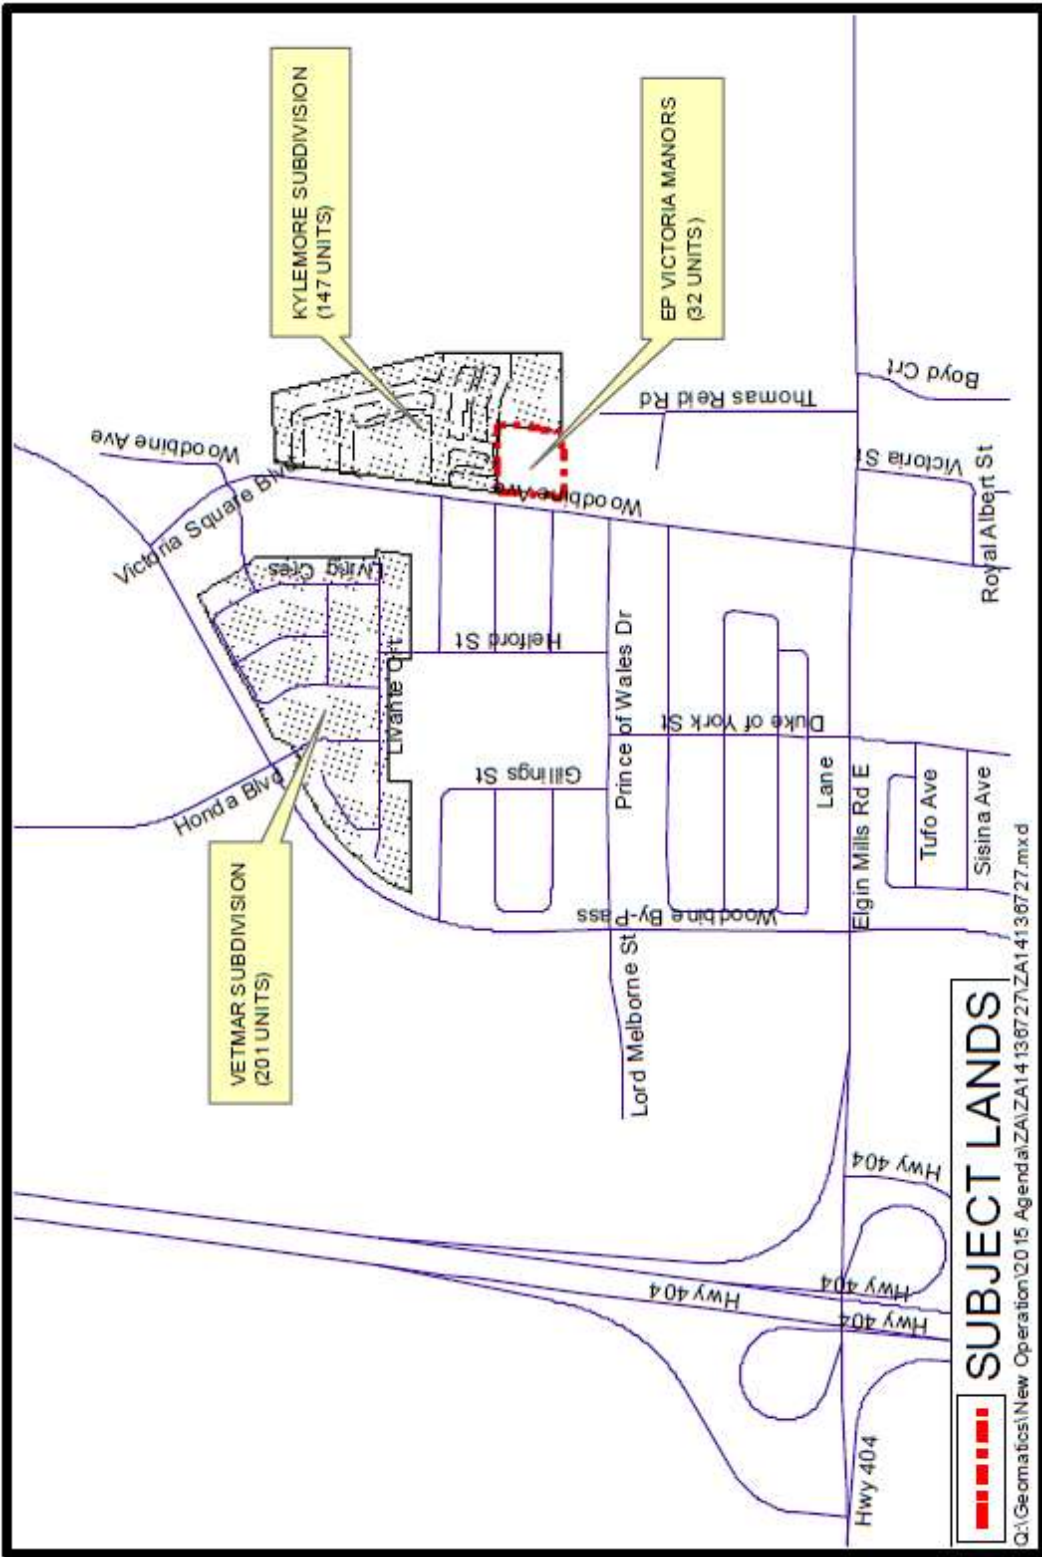 KYLEMORE SUBDIVISION
(147 UNITS)
EP VICTORIA MANORS
(32 UNITS)
VETMAR SUBDIVISION
(201 UNITS)
Woodbine Ave
Victoria Square Blvd
Living Cres
Livante Crt
Honda Blvd
Helford St
Gillings St
Woodbine Ave
Thomas Reid Rd
Boyd Crt
Victoria St
Royal Albert St
Prince of Wales Dr
Duke of York St
Lane
Elgin Mills Rd E
Tufo Ave
Sisina Ave
Woodbine By-Pass
Lord Melborne St
Hwy 404
Hwy 404
Hwy 404
Hwy 404
Hwy 404
SUBJECT LANDS
Q:\Geomatics\New Operation\2015 Agenda\ZA\ZA14136727\ZA14136727.mxd